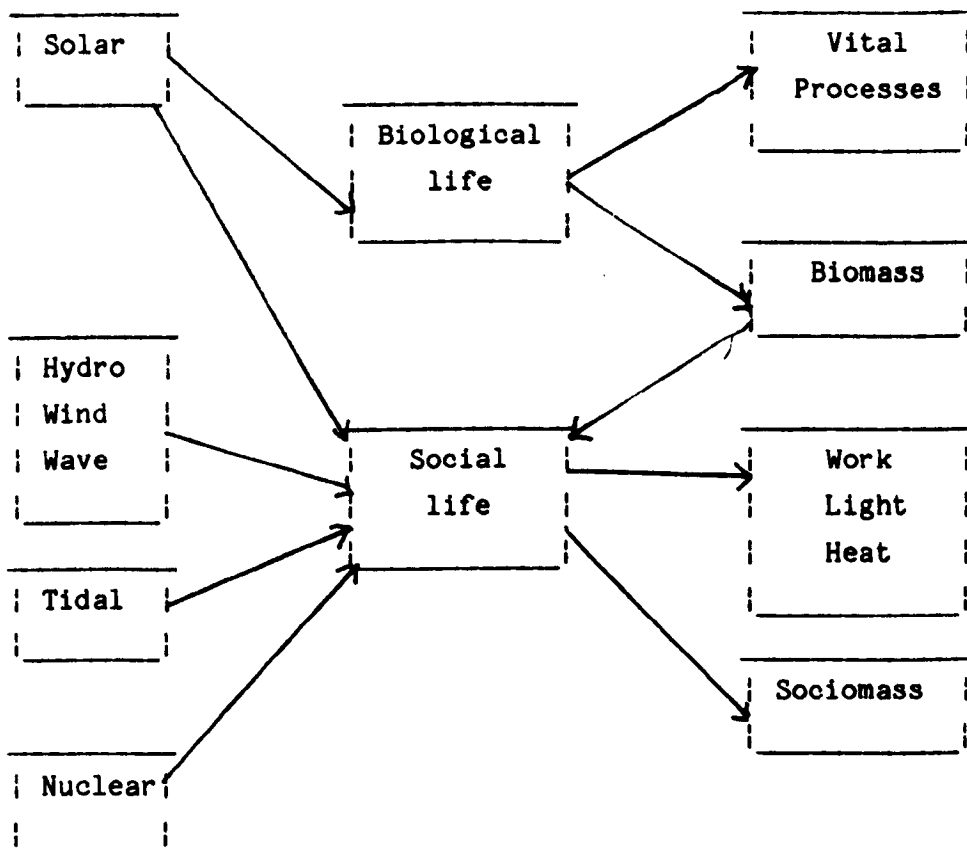 Solar
Vital
Processes
Biological
life
Biomass
Hydro
Wind
Wave
Social
life
Work
Light
Heat
Tidal
Sociomass
Nuclear